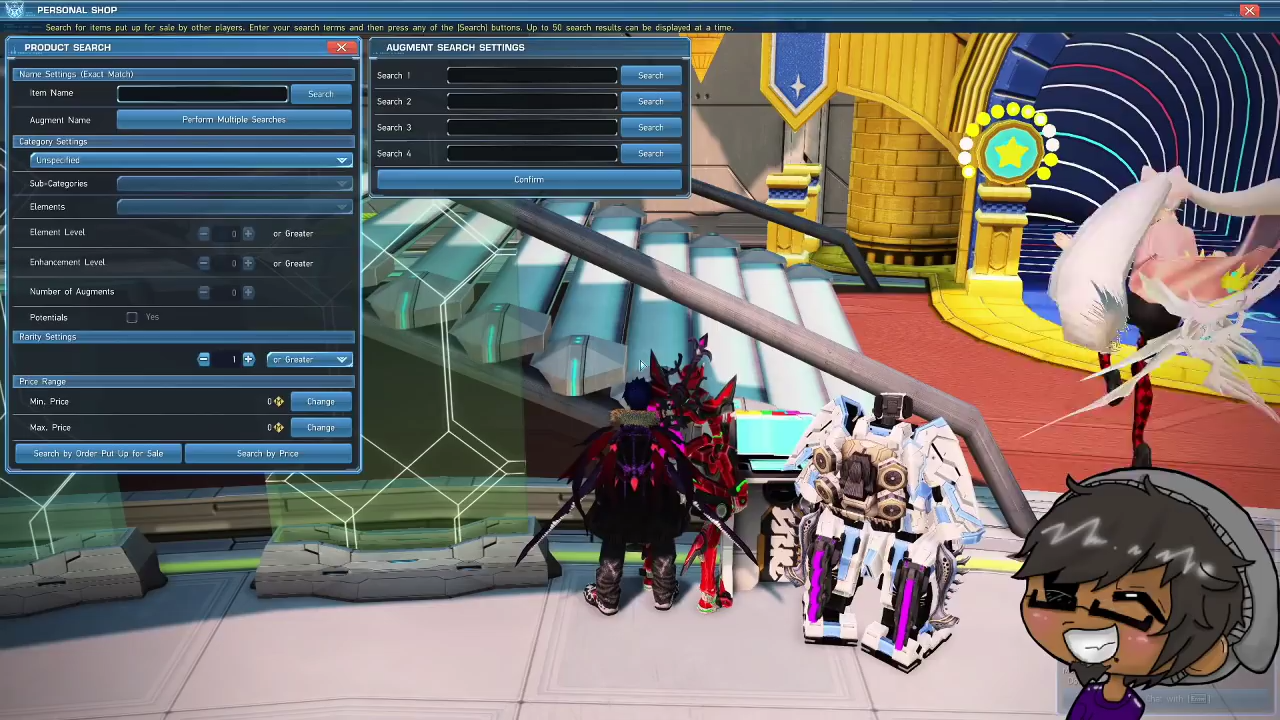 PERSONAL SHOP
Search for items put up for sale by other players. Enter your search terms and then press any of the [Search] buttons. Up to 50 search results can be displayed at a time.
PRODUCT SEARCH
Name Settings (Exact Match)
Item Name Search
Augment Name Perform Multiple Searches
Category Settings
Unspecified
Sub-Categories
Elements
Element Level 0 or Greater
Enhancement Level 0 or Greater
Number of Augments 0
Potentials Yes
Rarity Settings
1 or Greater
Price Range
Min. Price 0 Change
Max. Price 0 Change
Search by Order Put Up for Sale Search by Price
AUGMENT SEARCH SETTINGS
Search 1 Search
Search 2 Search
Search 3 Search
Search 4 Search
Confirm
Chat with